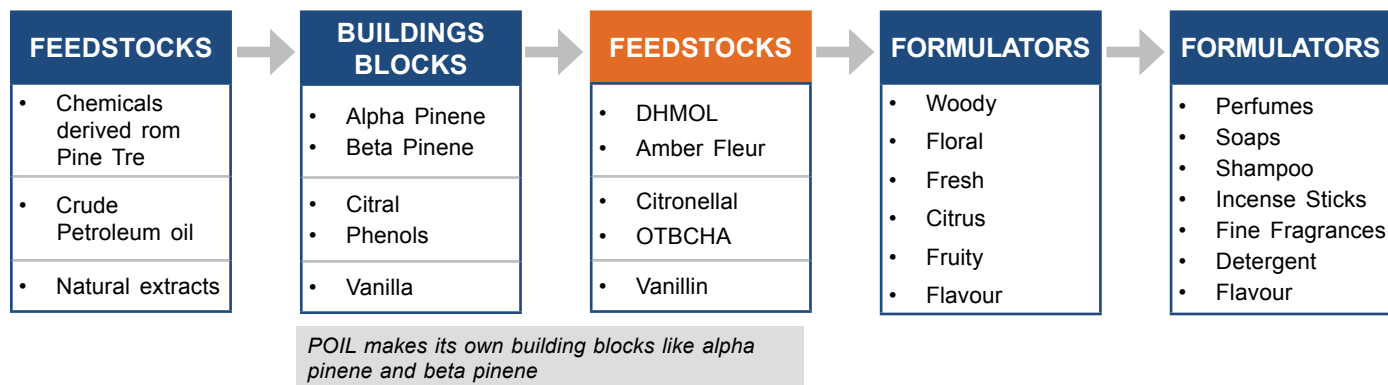 FEEDSTOCKS
• Chemicals
derived rom
Pine Tre
• Crude
Petroleum oil
• Natural extracts
BUILDINGS
BLOCKS
• Alpha Pinene
• Beta Pinene
• Citral
• Phenols
• Vanilla
FEEDSTOCKS
• DHMOL
• Amber Fleur
• Citronellal
• OTBCHA
• Vanillin
FORMULATORS
• Woody
• Floral
• Fresh
• Citrus
• Fruity
• Flavour
FORMULATORS
• Perfumes
• Soaps
• Shampoo
• Incense Sticks
• Fine Fragrances
• Detergent
• Flavour
POIL makes its own building blocks like alpha
pinene and beta pinene